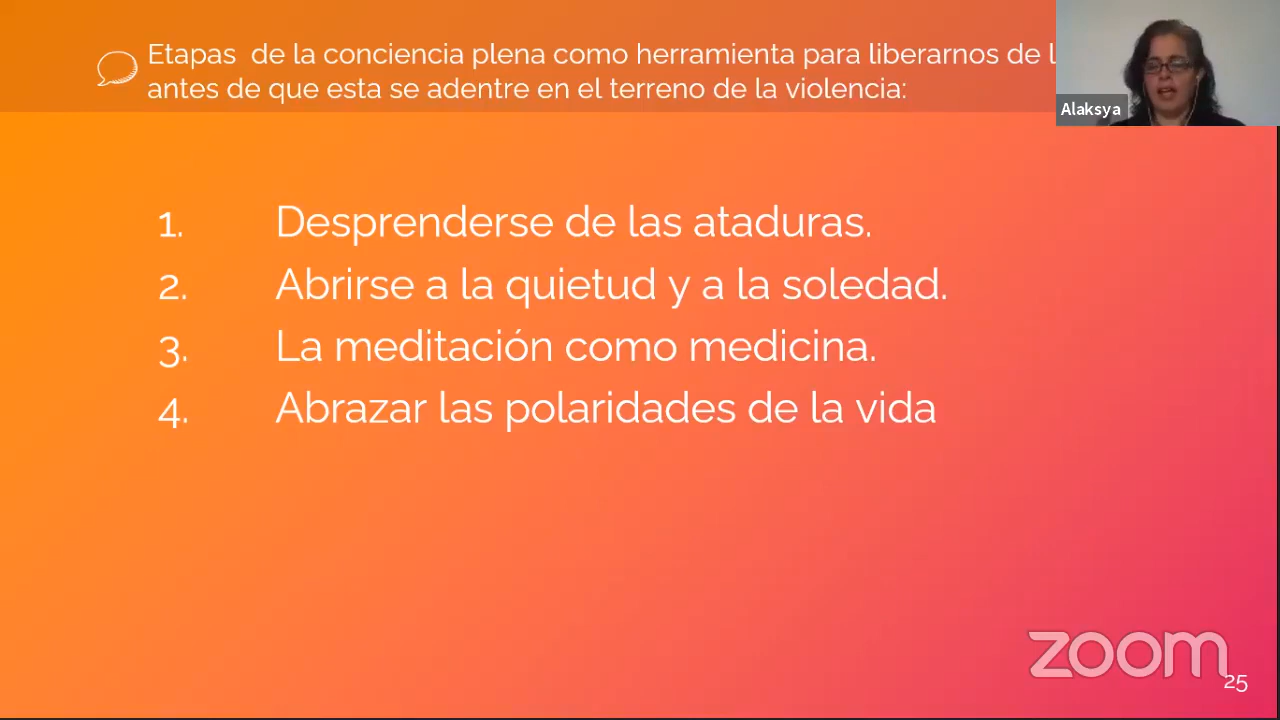 Etapas de la conciencia plena como herramienta para liberarnos de
antes de que esta se adentre en el terreno de la violencia:
Alaksya
1. Desprenderse de las ataduras.
2. Abrirse a la quietud y a la soledad.
3. La meditación como medicina.
4. Abrazar las polaridades de la vida
zoom
25